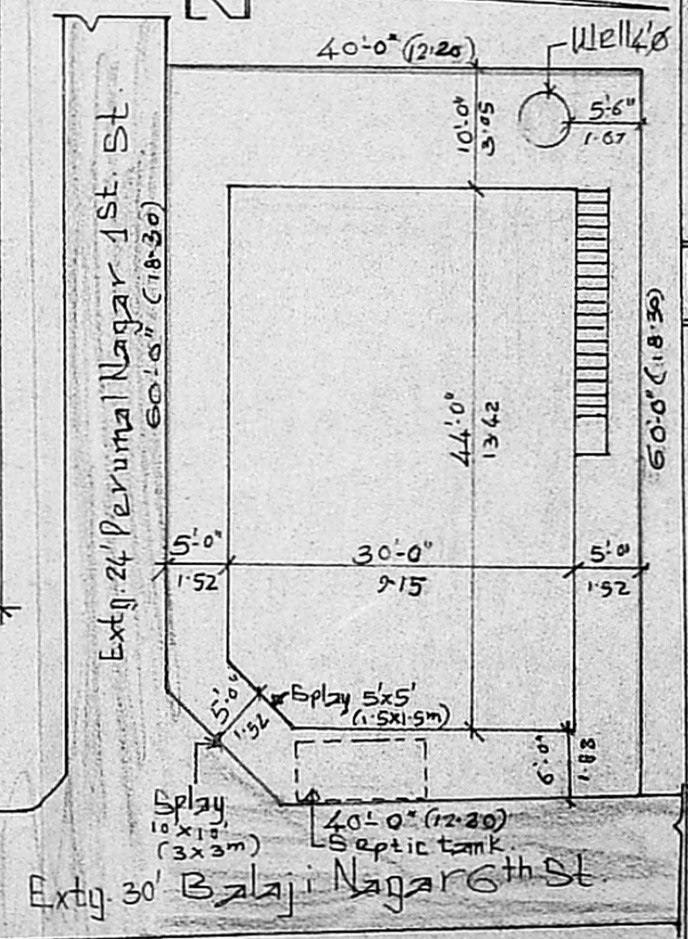 40'-0" (12.20)
Well 4'Ø
5'-6"
1.67
10'-0"
3.05
Extg. 24' Perumal Nagar 1 St. St.
60'-0" (18.30)
60'-0" (18.30)
44'-0"
13.42
5'-0"
1.52
30'-0"
9.15
5'-0"
1.52
5'-0"
1.52
Splay 5'x5'
(1.5x1.5m)
6'-0"
1.83
Splay
10'x10'
(3x3m)
40'-0" (12.20)
Septic tank.
Extg. 30' Balaji Nagar 6th St.